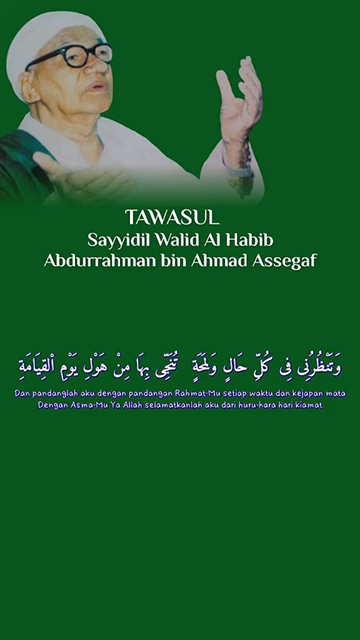 TAWASUL
Sayyidil Walid Al Habib
Abdurrahman bin Ahmad Assegaf
وَتَنْظُرُنِى فِى كُلِّ حَالٍ وَلَمْحَةٍ تُنَجِّى بِهَا مِنْ هَوْلِ يَوْمِ الْقِيَامَةِ
Dan pandanglah aku dengan pandangan Rahmat-Mu setiap waktu dan kejapan mata
Dengan Asma-Mu Ya Allah selamatkanlah aku dari huru-hara hari kiamat